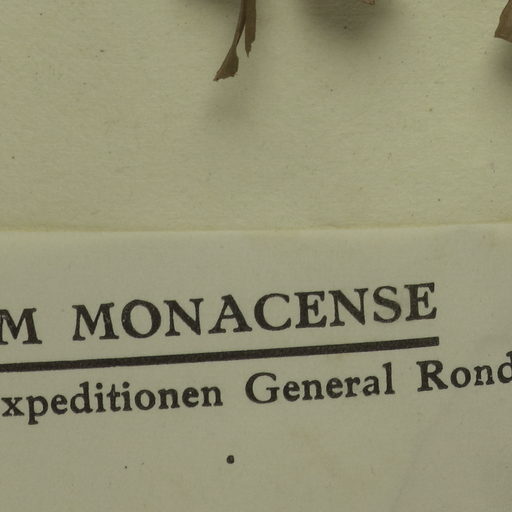 M MONACENSE
xpeditionen General Rond